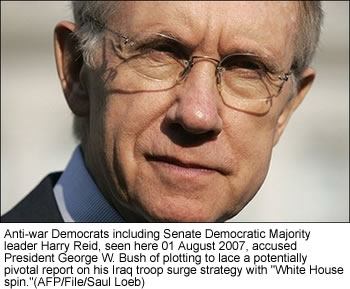 Anti-war Democrats including Senate Democratic Majority
leader Harry Reid, seen here 01 August 2007, accused
President George W. Bush of plotting to lace a potentially
pivotal report on his Iraq troop surge strategy with "White House
spin."(AFP/File/Saul Loeb)